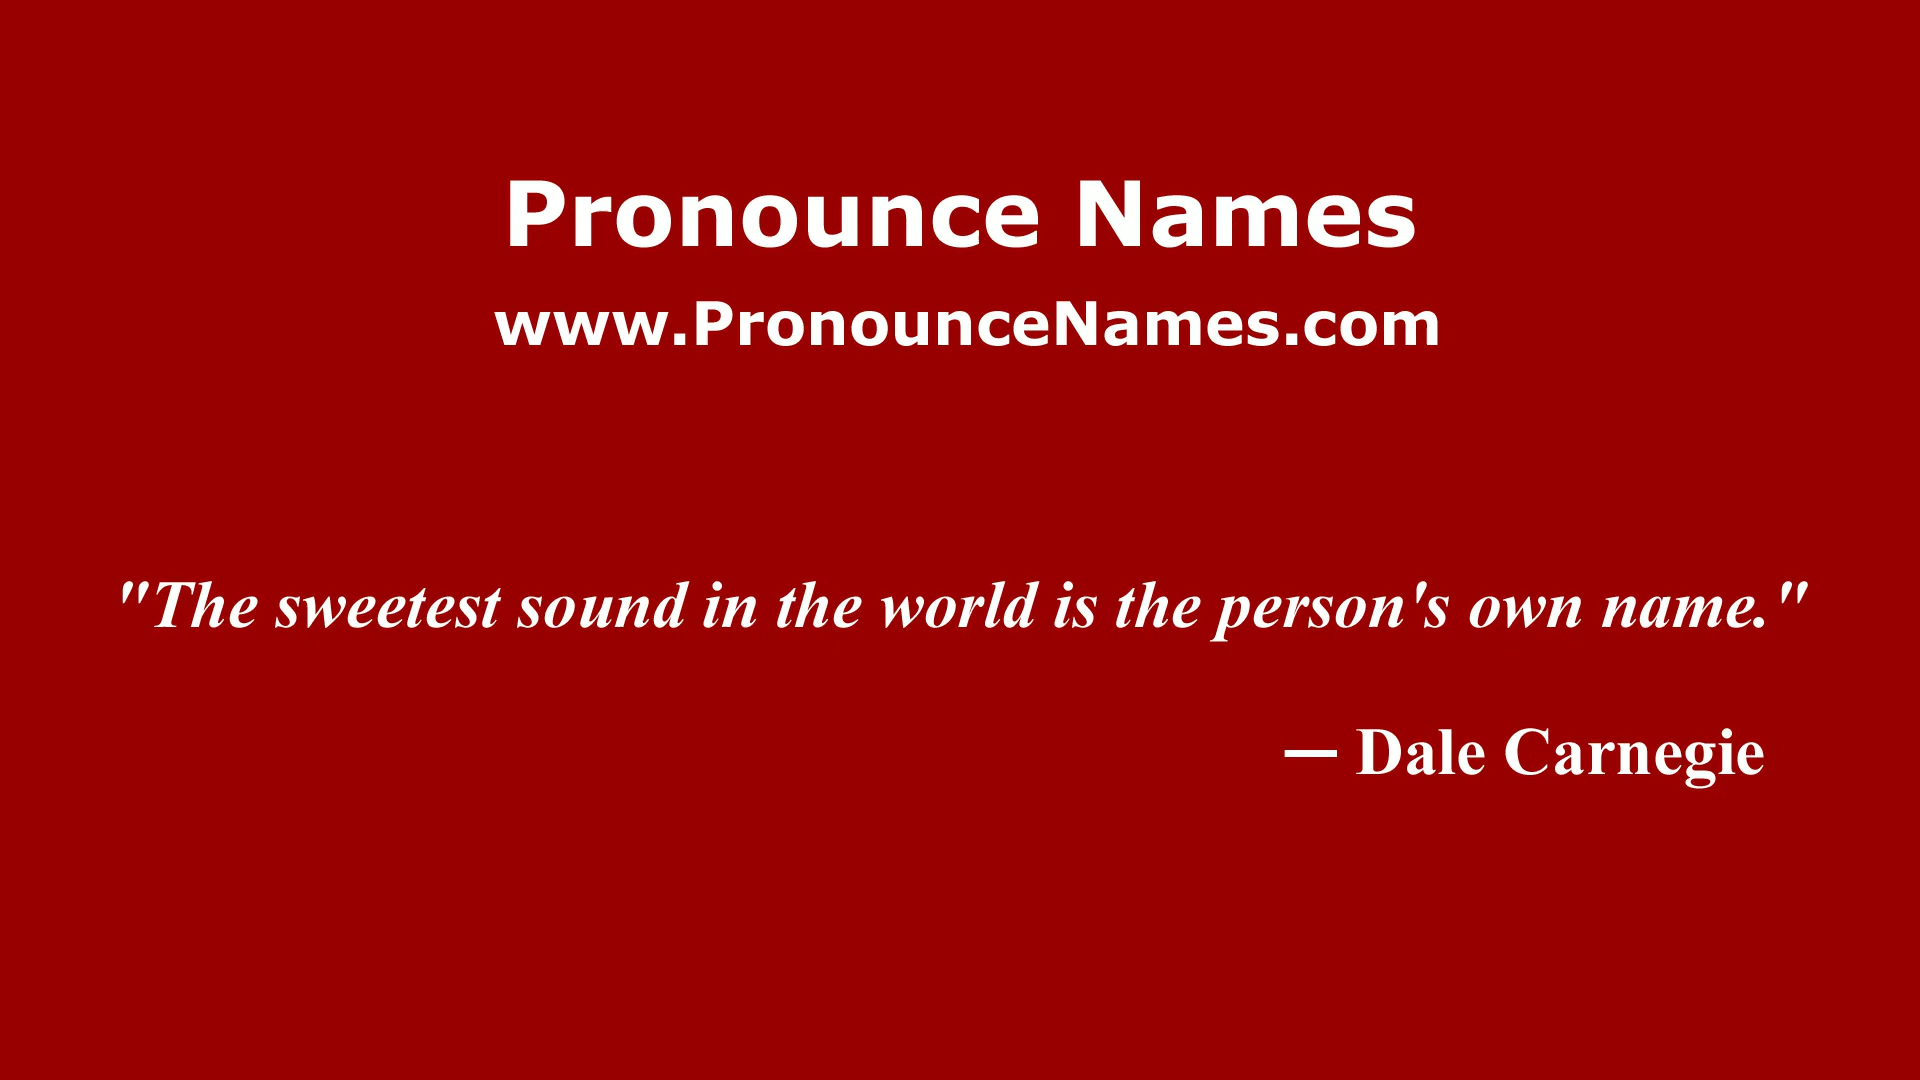 Pronounce Names
www.PronounceNames.com
"The sweetest sound in the world is the person's own name."
— Dale Carnegie